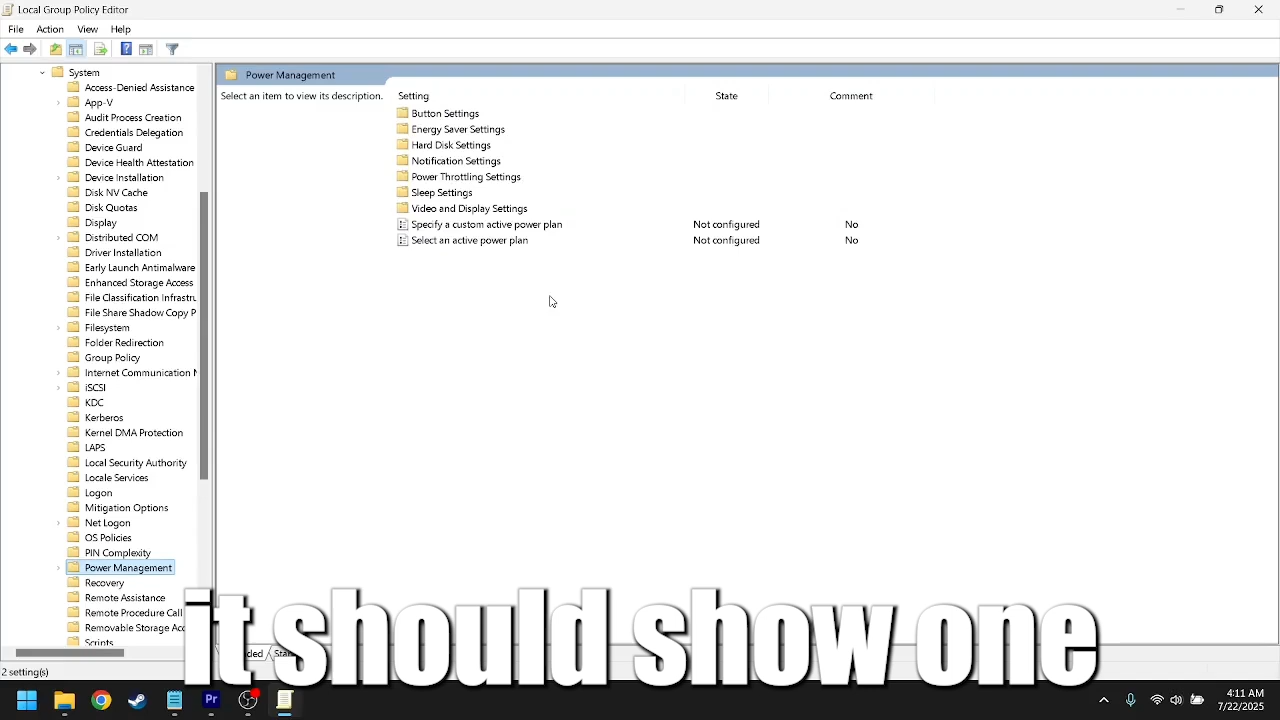 Local Group Policy Editor
File Action View Help
System
Access-Denied Assistance
App-V
Audit Process Creation
Credentials Delegation
Device Guard
Device Health Attestation
Device Installation
Disk NV Cache
Disk Quotas
Display
Distributed COM
Driver Installation
Early Launch Antimalware
Enhanced Storage Access
File Classification Infrastru
File Share Shadow Copy P
Filesystem
Folder Redirection
Group Policy
Internet Communication
iSCSI
KDC
Kerberos
Kernel DMA Protection
LAPS
Local Security Authority
Locale Services
Logon
Mitigation Options
Net Logon
OS Policies
PIN Complexity
Power Management
Recovery
Remote Assistance
Remote Procedure Call
Removable Storage Acc
Scripts
Power Management
Select an item to view its description.
Setting State Comment
Button Settings
Energy Saver Settings
Hard Disk Settings
Notification Settings
Power Throttling Settings
Sleep Settings
Video and Display Settings
Specify a custom active power plan Not configured No
Select an active power plan Not configured No
it should show one
2 setting(s)
Pr
4:11 AM
7/22/2025